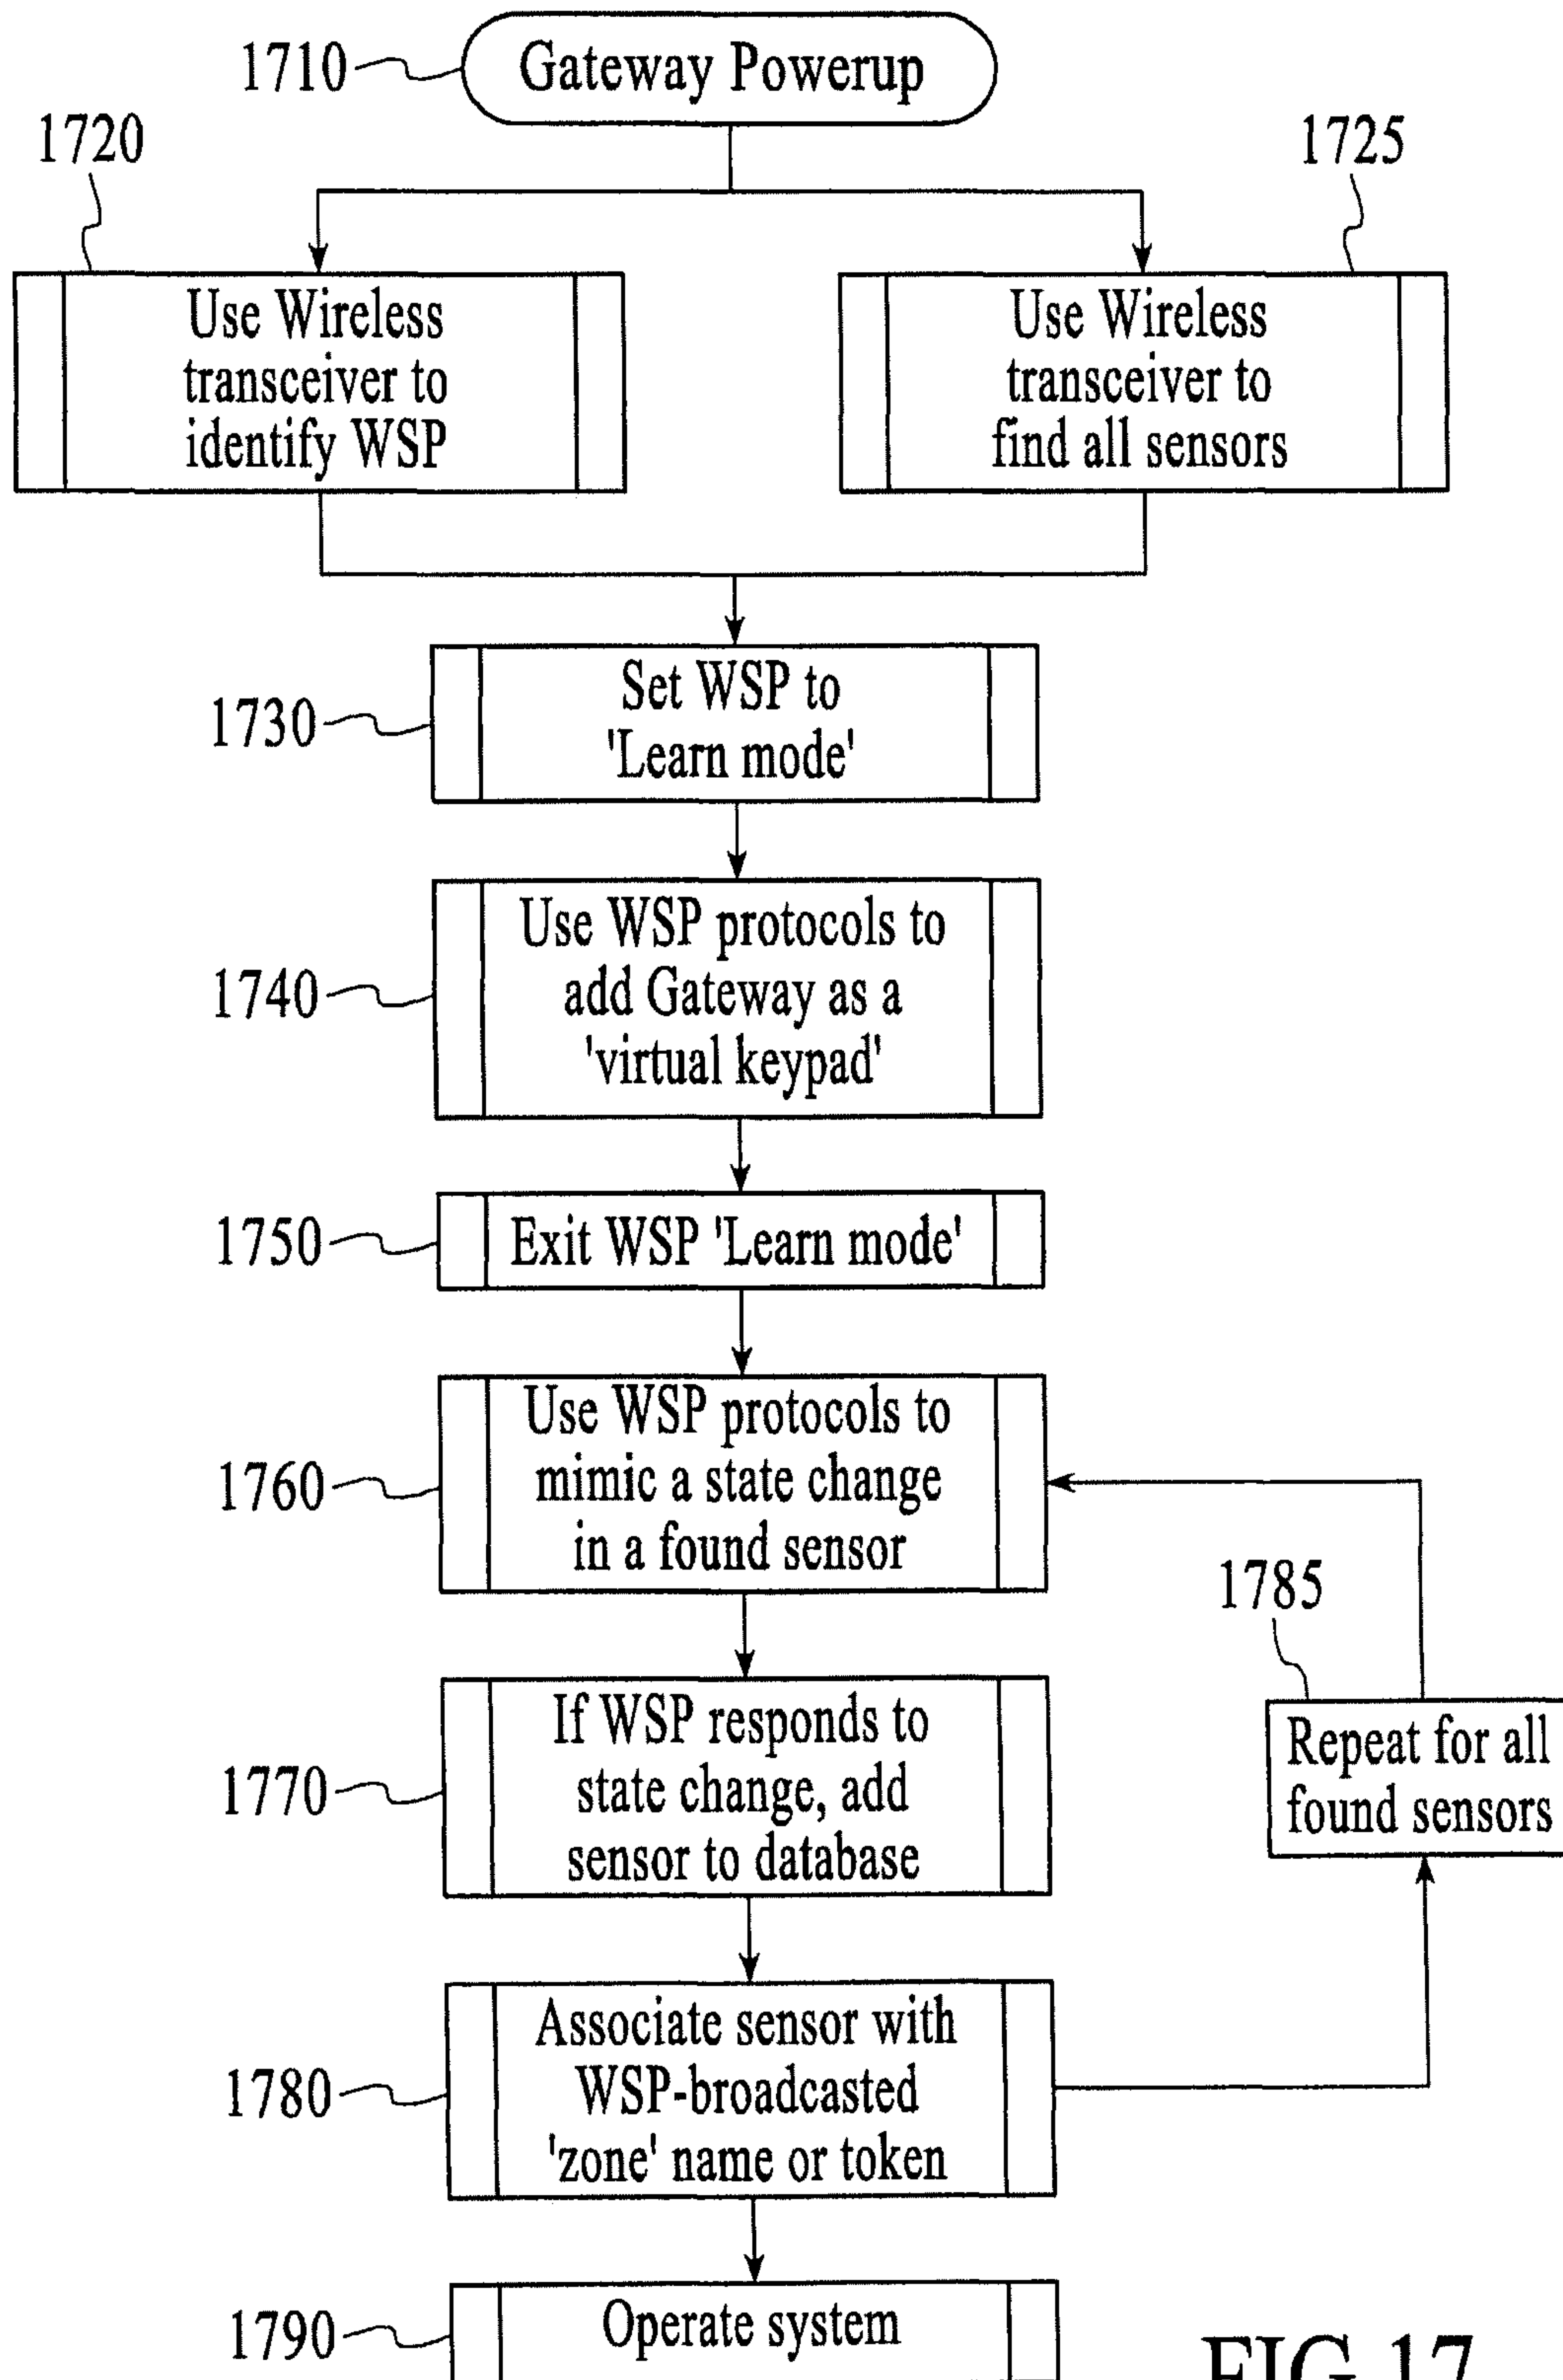 1710
Gateway Powerup
1720
1725
Use Wireless
transceiver to
identify WSP
Use Wireless
transceiver to
find all sensors
1730
Set WSP to
'Learn mode'
1740
Use WSP protocols to
add Gateway as a
'virtual keypad'
1750
Exit WSP 'Learn mode'
1760
Use WSP protocols to
mimic a state change
in a found sensor
1785
Repeat for all
found sensors
1770
If WSP responds to
state change, add
sensor to database
1780
Associate sensor with
WSP-broadcasted
'zone' name or token
1790
Operate system
FIG.17